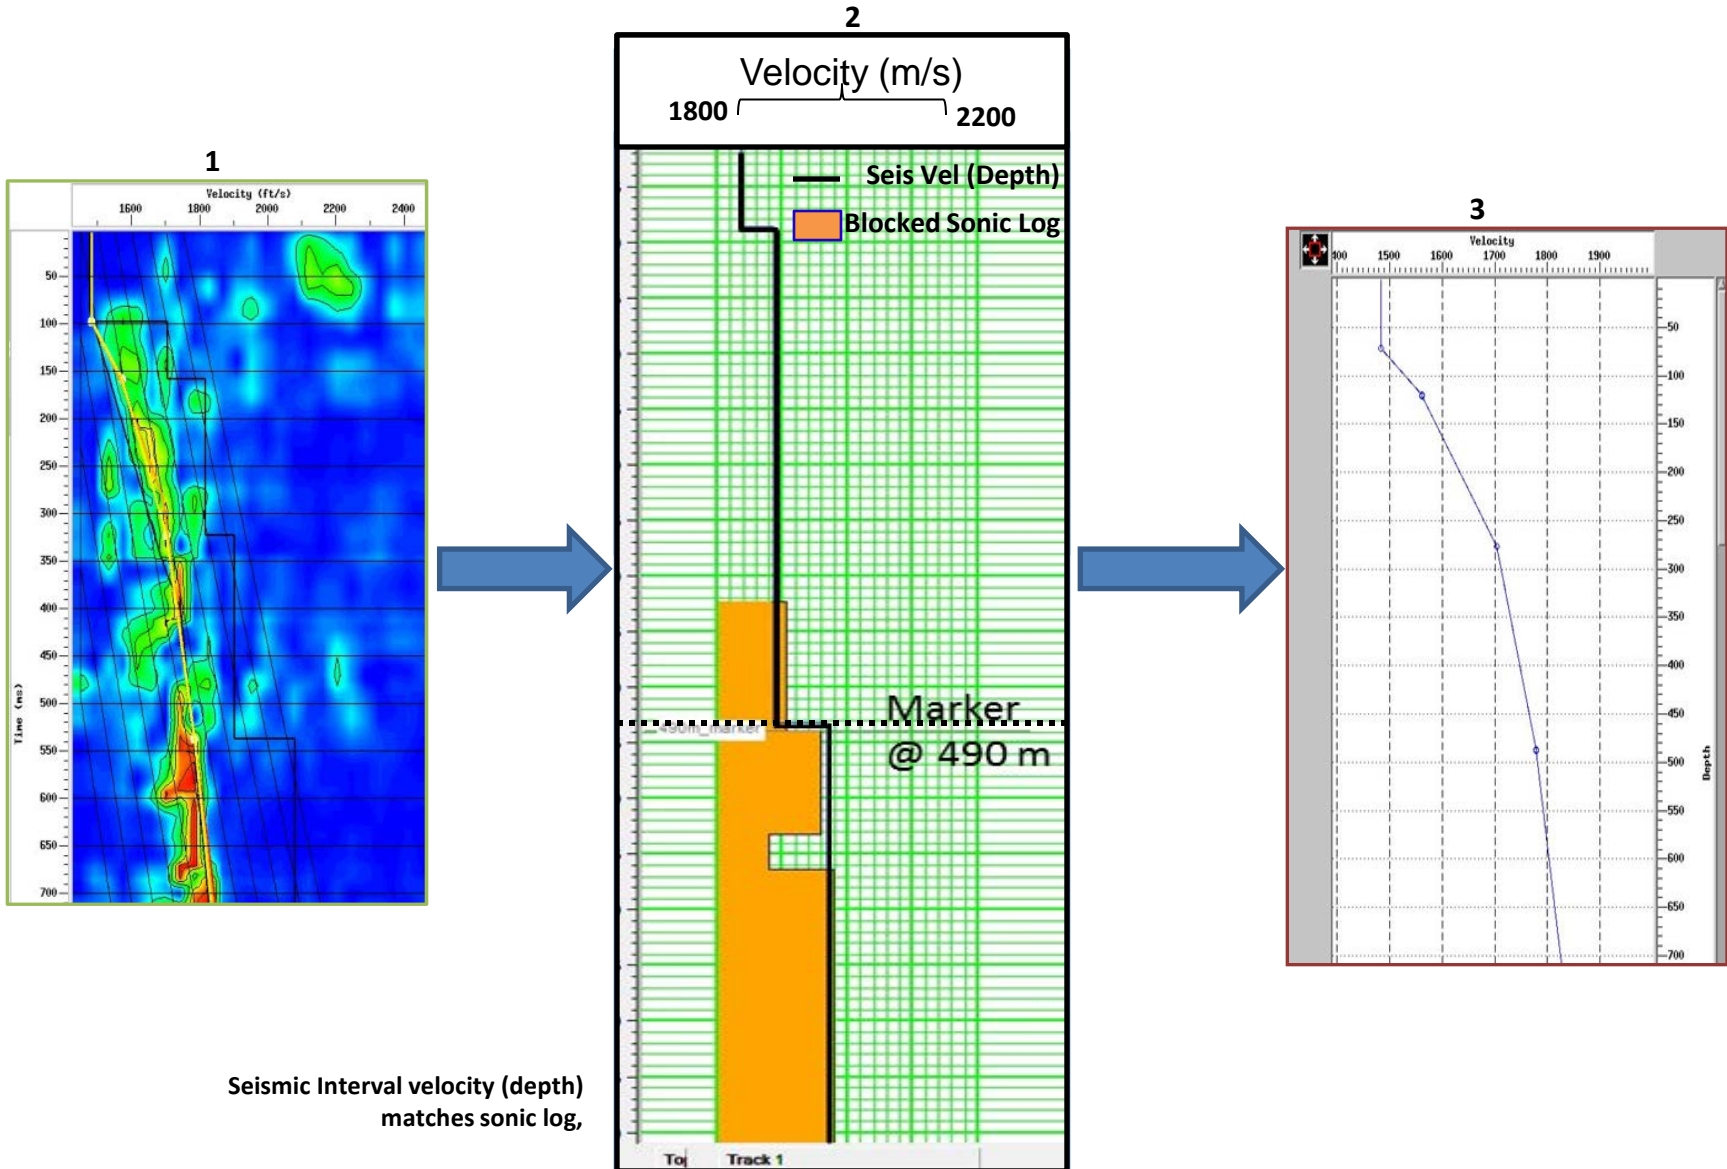 1
Velocity (ft/s)
1600 1800 2000 2200 2400
50
100
150
200
250
300
350
400
450
500
550
600
650
700
Time (ms)
2
Velocity (m/s)
1800 2200
Seis Vel (Depth)
Blocked Sonic Log
490m_marker
Marker
@ 490 m
To
Track 1
3
Velocity
400 1500 1600 1700 1800 1900
50
100
150
200
250
300
350
400
450
500
550
600
650
700
Depth
Seismic Interval velocity (depth)
matches sonic log,